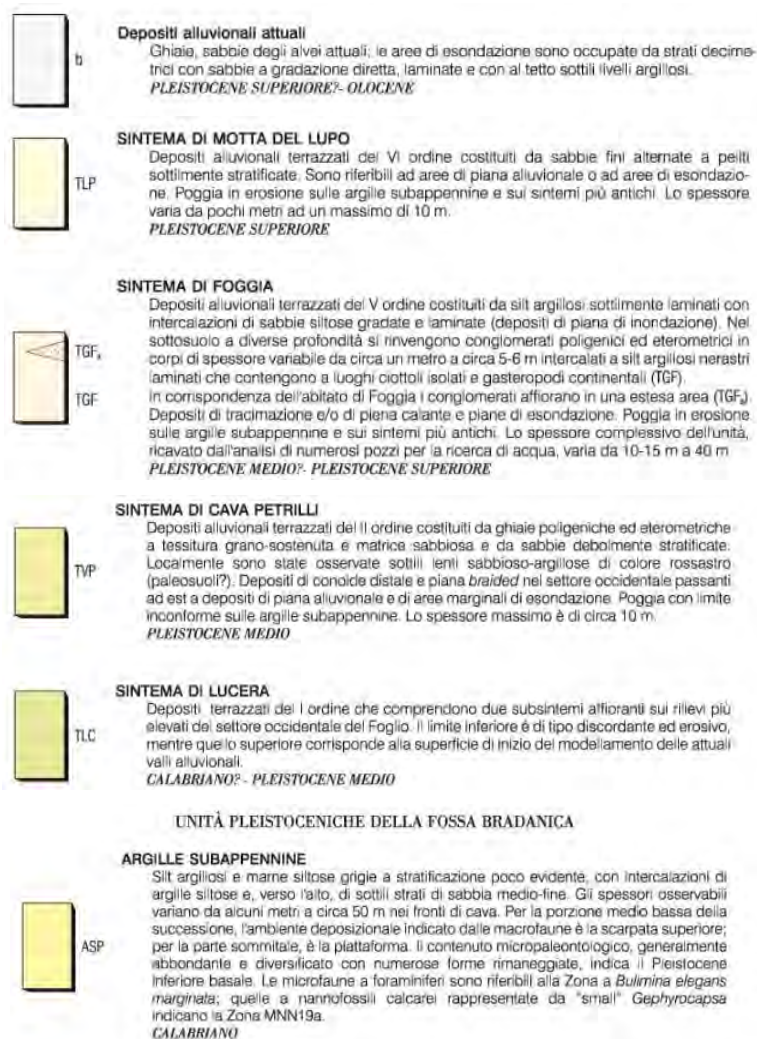 Depositi alluvionali attuali
b
Ghiaie, sabbie degli alvei attuali; le aree di esondazione sono occupate da strati decime-
trici con sabbie a gradazione diretta, laminate e con al tetto sottili livelli argillosi.
PLEISTOCENE SUPERIORE?- OLOCENE
SINTEMA DI MOTTA DEL LUPO
TLP
Depositi alluvionali terrazzati del VI ordine costituiti da sabbie fini alternate a peliti
sottilmente stratificate. Sono riferibili ad aree di piana alluvionale o ad aree di esondazio-
ne. Poggia in erosione sulle argille subappennine e sui sintemi più antichi. Lo spessore
varia da pochi metri ad un massimo di 10 m.
PLEISTOCENE SUPERIORE
SINTEMA DI FOGGIA
Depositi alluvionali terrazzati del V ordine costituiti da silt argillosi sottilmente laminati con
intercalazioni di sabbie siltose gradate e laminate (depositi di piana di inondazione). Nel
sottosuolo a diverse profondità si rinvengono conglomerati poligenici ed eterometrici in
TGFₐ
corpi di spessore variabile da circa un metro a circa 5-6 m intercalati a silt argillosi nerastri
laminati che contengono a luoghi ciottoli isolati e gasteropodi continentali (TGF).
TGF
In corrispondenza dell'abitato di Foggia i conglomerati affiorano in una estesa area (TGFₐ).
Depositi di tracimazione e/o di piena calante e piane di esondazione. Poggia in erosione
sulle argille subappennine e sui sintemi più antichi. Lo spessore complessivo dell'unità,
ricavato dall'analisi di numerosi pozzi per la ricerca di acqua, varia da 10-15 m a 40 m
PLEISTOCENE MEDIO?- PLEISTOCENE SUPERIORE
SINTEMA DI CAVA PETRILLI
Depositi alluvionali terrazzati del II ordine costituiti da ghiaie poligeniche ed eterometriche
a tessitura grano-sostenuta e matrice sabbiosa e da sabbie debolmente stratificate.
Localmente sono state osservate sottili lenti sabbioso-argillose di colore rossastro
TVP
(paleosuoli?). Depositi di conoide distale e piana braided nel settore occidentale passanti
ad est a depositi di piana alluvionale e di aree marginali di esondazione. Poggia con limite
inconforme sulle argille subappennine. Lo spessore massimo è di circa 10 m.
PLEISTOCENE MEDIO
SINTEMA DI LUCERA
Depositi terrazzati del I ordine che comprendono due subsintemi affioranti sui rilievi più
TLC
elevati del settore occidentale del Foglio. Il limite inferiore è di tipo discordante ed erosivo,
mentre quello superiore corrisponde alla superficie di inizio del modellamento delle attuali
valli alluvionali.
CALABRIANO? - PLEISTOCENE MEDIO
UNITÀ PLEISTOCENICHE DELLA FOSSA BRADANICA
ARGILLE SUBAPPENNINE
Silt argillosi e marne siltose grigie a stratificazione poco evidente, con intercalazioni di
argille siltose e, verso l'alto, di sottili strati di sabbia medio-fine. Gli spessori osservabili
variano da alcuni metri a circa 50 m nei fronti di cava. Per la porzione medio bassa della
successione, l'ambiente deposizionale indicato dalle macrofaune è la scarpata superiore;
ASP
per la parte sommitale, è la piattaforma. Il contenuto micropaleontologico, generalmente
abbondante e diversificato con numerose forme rimaneggiate, indica il Pleistocene
inferiore basale. Le microfaune a foraminiferi sono riferibili alla Zona a Bulimina elegans
marginata; quelle a nannofossili calcarei rappresentate da "small" Gephyrocapsa
indicano la Zona MNN19a.
CALABRIANO